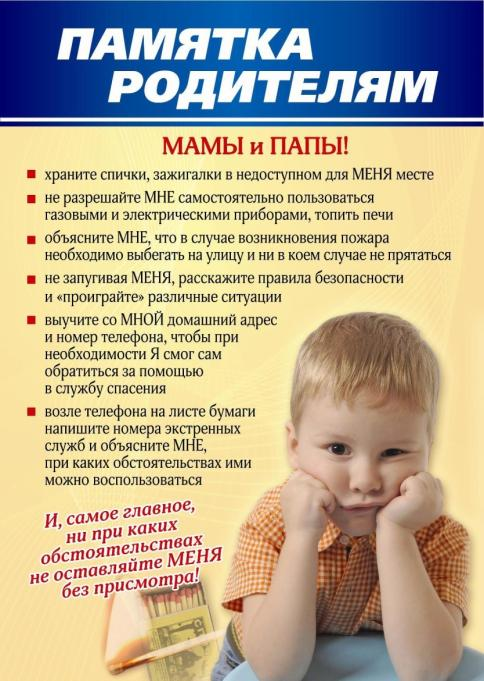 ПАМЯТКА
РОДИТЕЛЯМ
МАМЫ и ПАПЫ!
храните спички, зажигалки в недоступном для МЕНЯ месте
не разрешайте МНЕ самостоятельно пользоваться
газовыми и электрическими приборами, топить печи
объясните МНЕ, что в случае возникновения пожара
необходимо выбегать на улицу и ни в коем случае не прятаться
не запугивая МЕНЯ, расскажите правила безопасности
и «проиграйте» различные ситуации
выучите со МНОЙ домашний адрес
и номер телефона, чтобы при
необходимости Я смог сам
обратиться за помощью
в службу спасения
возле телефона на листе бумаги
напишите номера экстренных
служб и объясните МНЕ,
при каких обстоятельствах ими
можно воспользоваться
И, самое главное,
ни при каких
обстоятельствах
не оставляйте МЕНЯ
без присмотра!